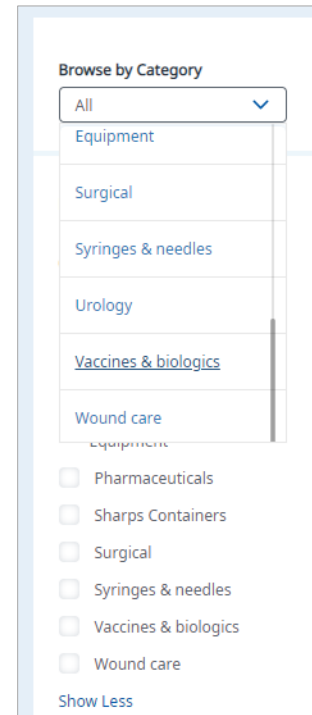 Browse by Category
All
Equipment
Surgical
Syringes & needles
Urology
Vaccines & biologics
Wound care
Equipment
Pharmaceuticals
Sharps Containers
Surgical
Syringes & needles
Vaccines & biologics
Wound care
Show Less